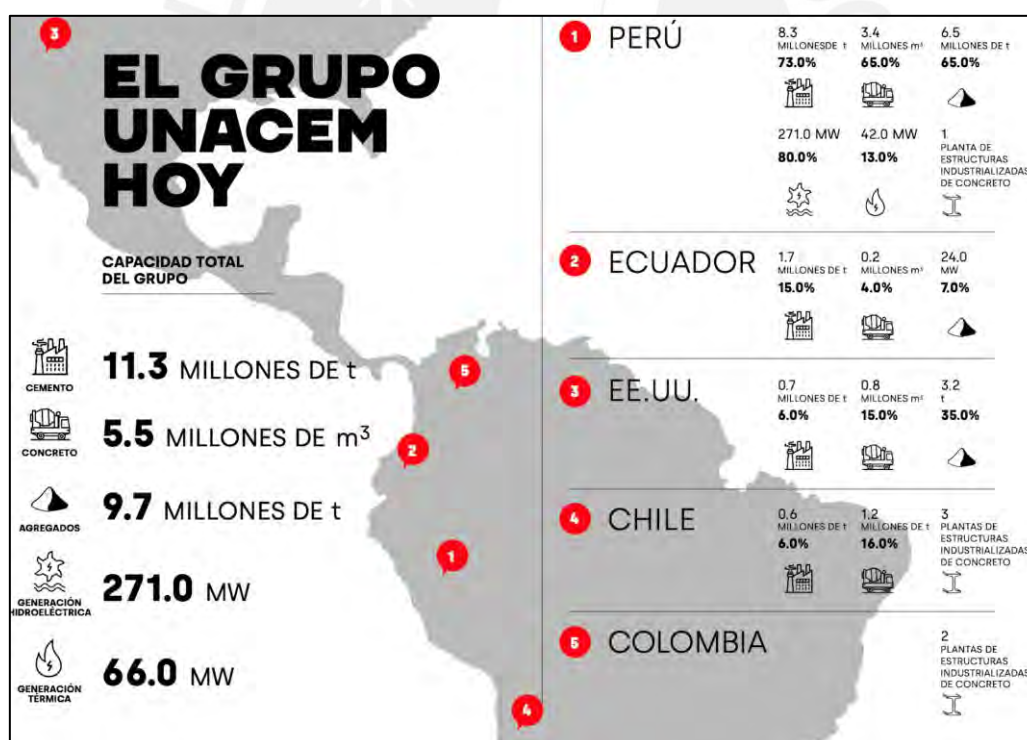 3
EL GRUPO
UNACEM
HOY
CAPACIDAD TOTAL
DEL GRUPO
CEMENTO
11.3 MILLONES DE t
CONCRETO
5.5 MILLONES DE m³
AGREGADOS
9.7 MILLONES DE t
GENERACIÓN
HIDROELÉCTRICA
271.0 MW
GENERACIÓN
TÉRMICA
66.0 MW
5
2
1
4
1 PERÚ
8.3 3.4 6.5
MILLONESDE t MILLONES m³ MILLONES DE t
73.0% 65.0% 65.0%
271.0 MW 42.0 MW 1
80.0% 13.0% PLANTA DE
ESTRUCTURAS
INDUSTRIALIZADAS
DE CONCRETO
2 ECUADOR
1.7 0.2 24.0
MILLONES DE t MILLONES m³ MW
15.0% 4.0% 7.0%
3 EE.UU.
0.7 0.8 3.2
MILLONES DE t MILLONES m³ t
6.0% 15.0% 35.0%
4 CHILE
0.6 1.2 3
MILLONES DE t MILLONES DE t PLANTAS DE
6.0% 16.0% ESTRUCTURAS
INDUSTRIALIZADAS
DE CONCRETO
5 COLOMBIA
2
PLANTAS DE
ESTRUCTURAS
INDUSTRIALIZADAS
DE CONCRETO